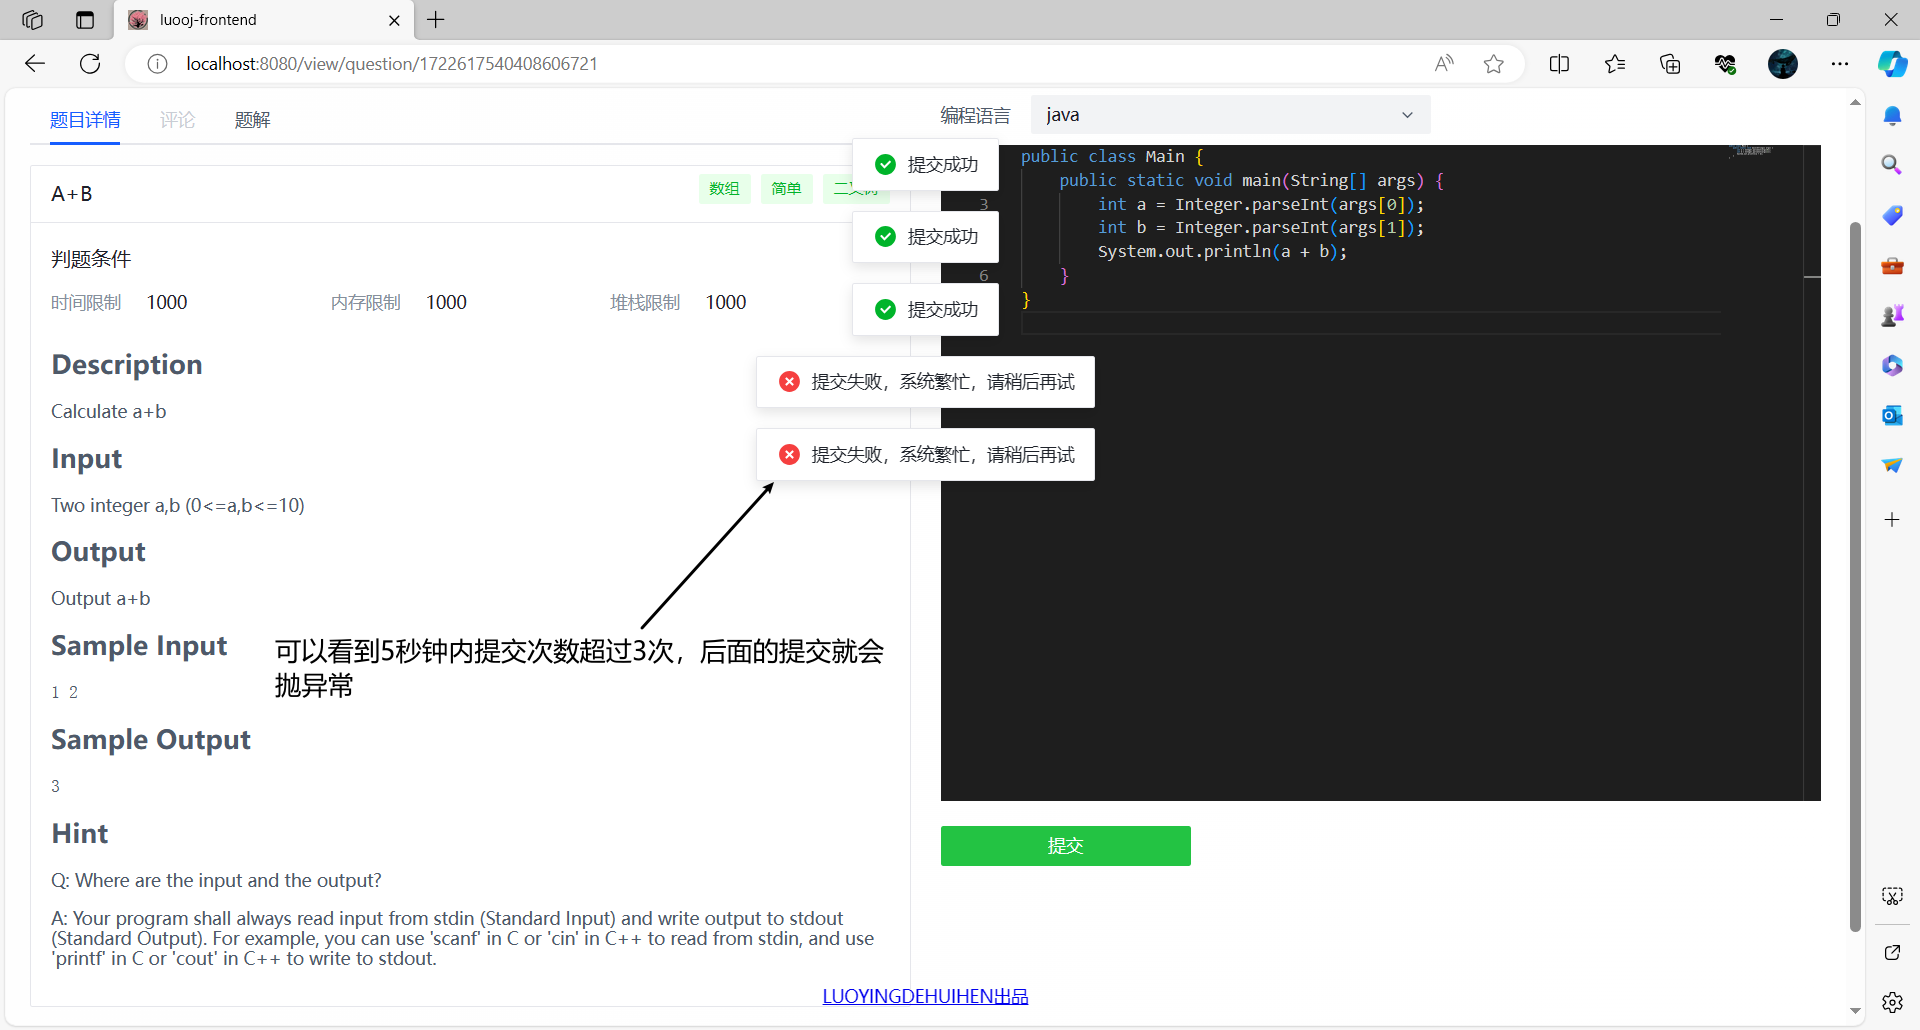 luooj-frontend
localhost:8080/view/question/1722617540408606721
题目详情 评论 题解
编程语言 java
A+B
数组 简单
判题条件
时间限制 1000 内存限制 1000 堆栈限制 1000
Description
Calculate a+b
Input
Two integer a,b (0<=a,b<=10)
Output
Output a+b
Sample Input
1 2
Sample Output
3
Hint
Q: Where are the input and the output?
A: Your program shall always read input from stdin (Standard Input) and write output to stdout
(Standard Output). For example, you can use 'scanf' in C or 'cin' in C++ to read from stdin, and use
'printf' in C or 'cout' in C++ to write to stdout.
提交成功
提交成功
提交成功
提交失败，系统繁忙，请稍后再试
提交失败，系统繁忙，请稍后再试
可以看到5秒钟内提交次数超过3次，后面的提交就会
抛异常
public class Main {
public static void main(String[] args) {
3 int a = Integer.parseInt(args[0]);
int b = Integer.parseInt(args[1]);
System.out.println(a + b);
6 }
}
提交
LUOYINGDEHUIHEN出品